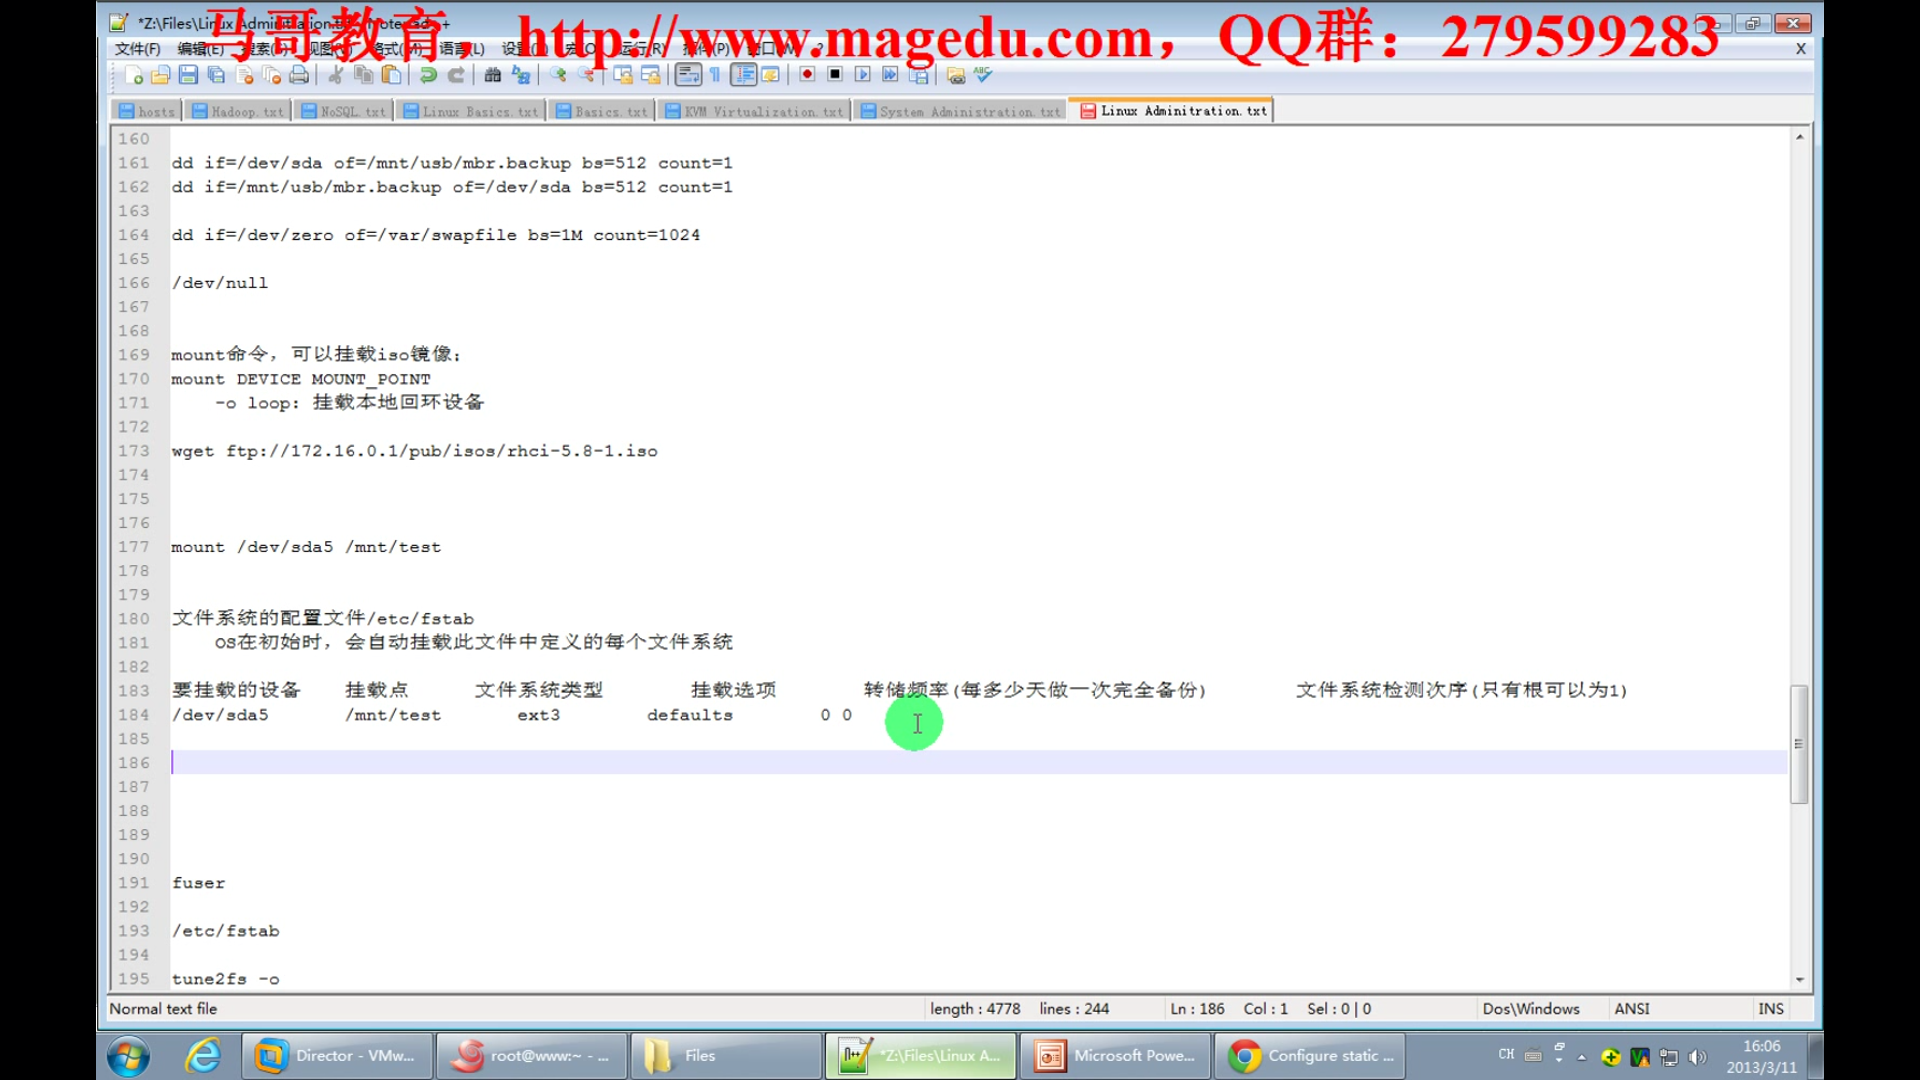 马哥教育，http://www.magedu.com，QQ群：279599283
*Z:\Files\Linux Adminitration.txt - Notepad++
文件(F) 编辑(E) 搜索(S) 视图(V) 格式(M) 语言(L) 设置(T) 宏(O) 运行(R) 插件(P) 窗口(W) ? X
hosts Hadoop.txt NoSQL.txt Linux Basics.txt Basics.txt KVM Virtualization.txt System Administration.txt Linux Adminitration.txt
160
161 dd if=/dev/sda of=/mnt/usb/mbr.backup bs=512 count=1
162 dd if=/mnt/usb/mbr.backup of=/dev/sda bs=512 count=1
163
164 dd if=/dev/zero of=/var/swapfile bs=1M count=1024
165
166 /dev/null
167
168
169 mount命令，可以挂载iso镜像；
170 mount DEVICE MOUNT_POINT
171 -o loop: 挂载本地回环设备
172
173 wget ftp://172.16.0.1/pub/isos/rhci-5.8-1.iso
174
175
176
177 mount /dev/sda5 /mnt/test
178
179
180 文件系统的配置文件/etc/fstab
181 OS在初始时，会自动挂载此文件中定义的每个文件系统
182
183 要挂载的设备 挂载点 文件系统类型 挂载选项 转储频率(每多少天做一次完全备份) 文件系统检测次序(只有根可以为1)
184 /dev/sda5 /mnt/test ext3 defaults 0 0
185
186
187
188
189
190
191 fuser
192
193 /etc/fstab
194
195 tune2fs -o
Normal text file length : 4778 lines : 244 Ln : 186 Col : 1 Sel : 0 | 0 Dos\Windows ANSI INS
Director - VMw... root@www:~ - ... Files *Z:\Files\Linux A... Microsoft Powe... Configure static ... CH 16:06
2013/3/11